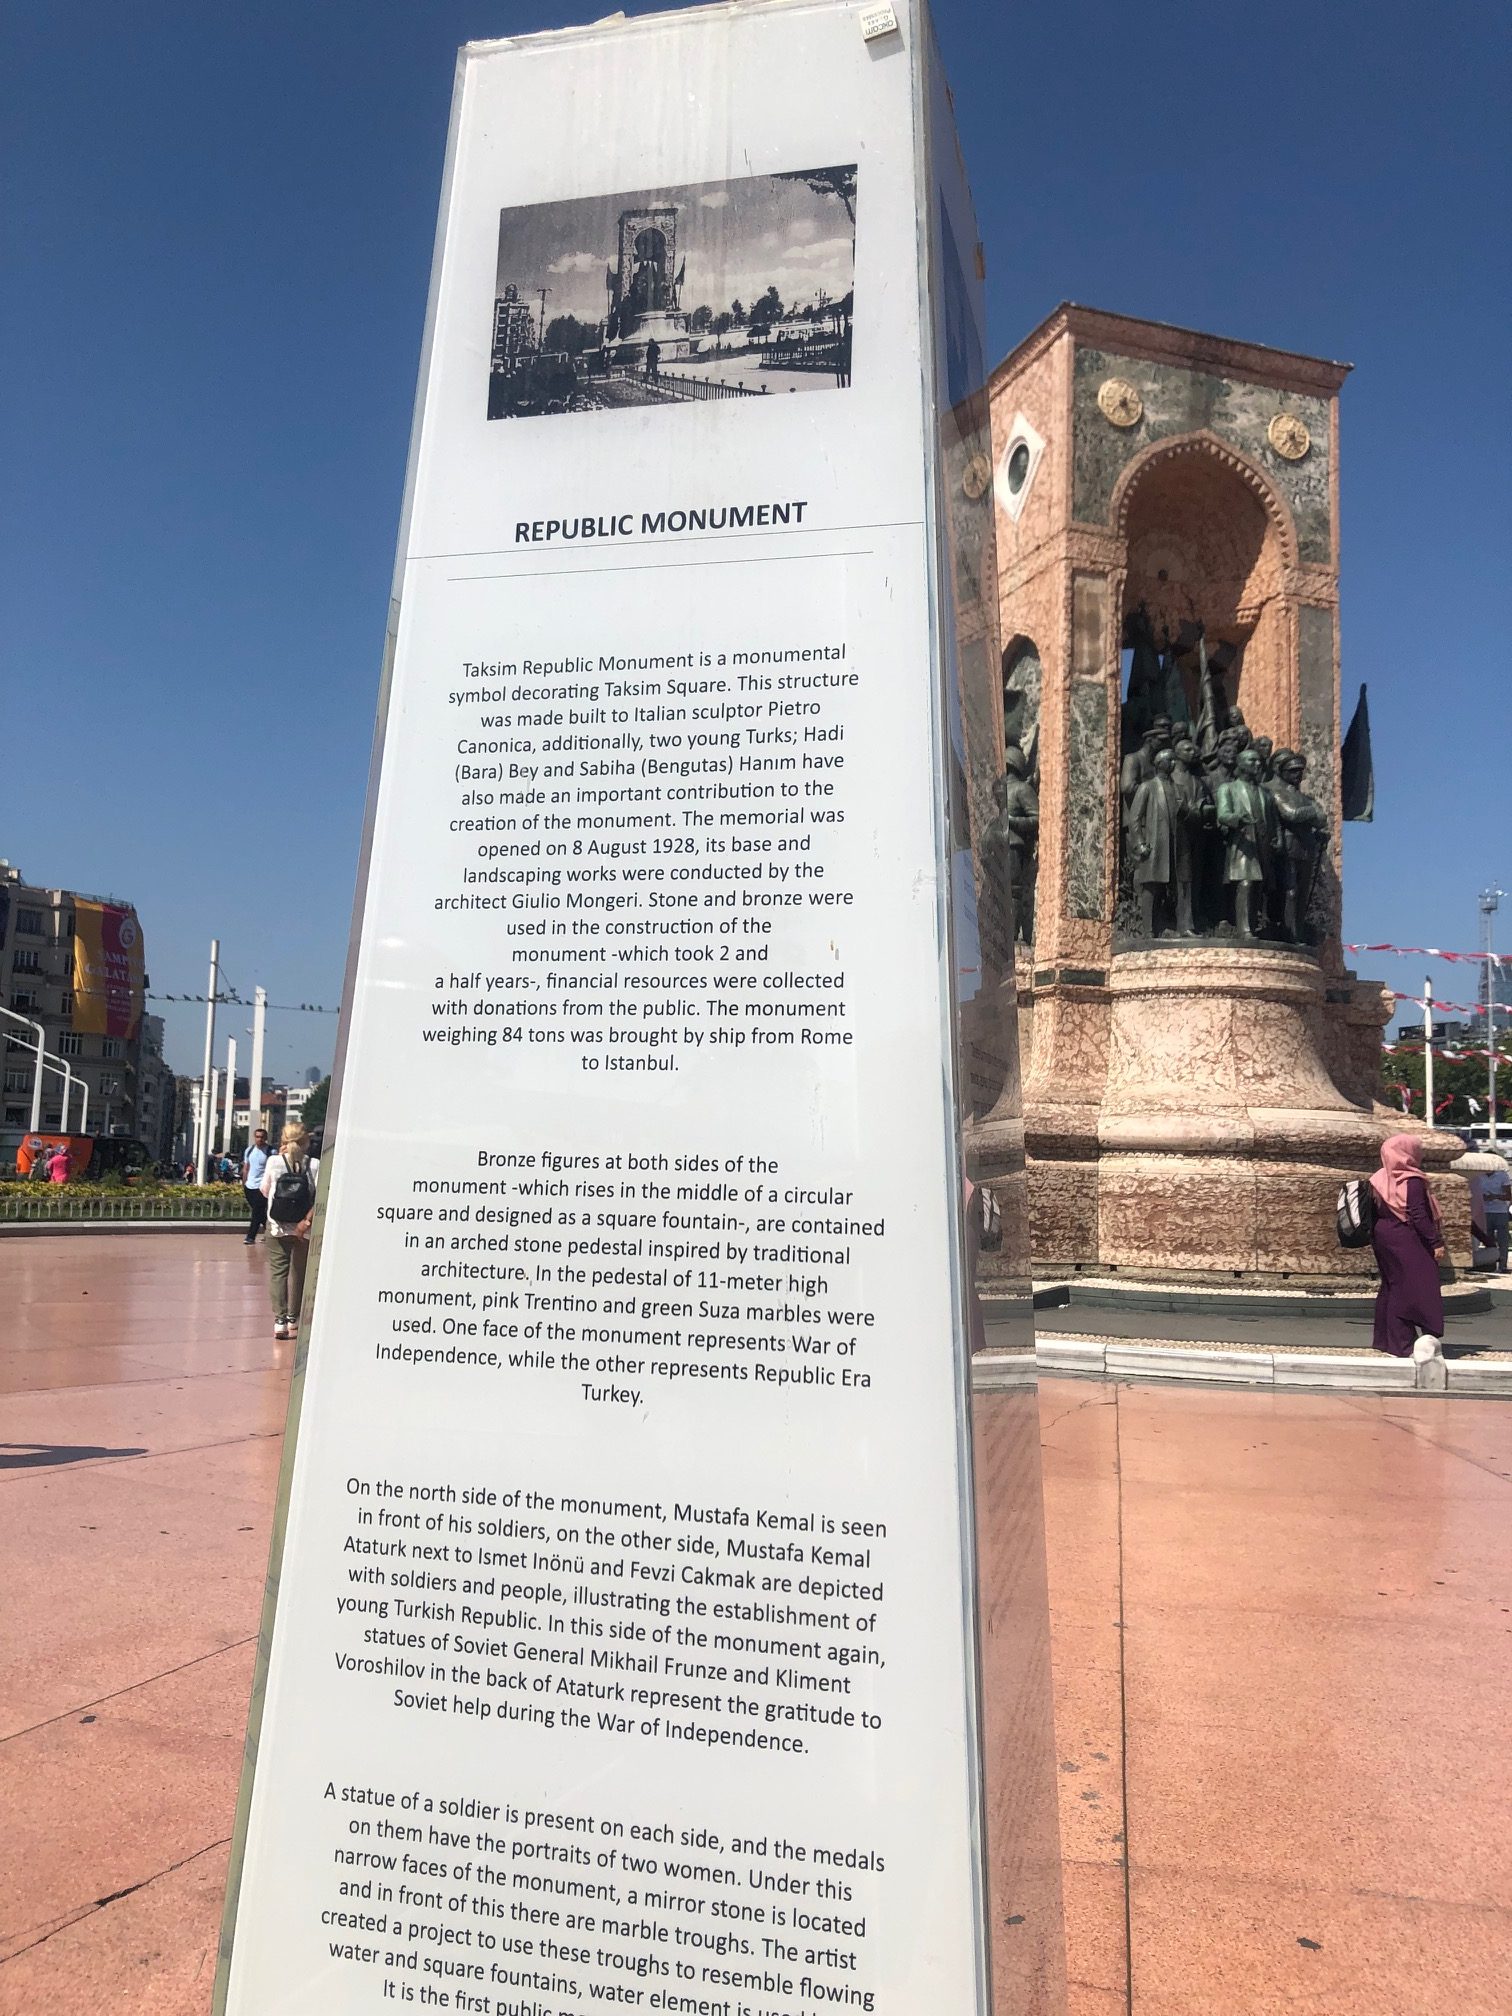 REPUBLIC MONUMENT
Taksim Republic Monument is a monumental
symbol decorating Taksim Square. This structure
was made built to Italian sculptor Pietro
Canonica, additionally, two young Turks; Hadi
(Bara) Bey and Sabiha (Bengutas) Hanım have
also made an important contribution to the
creation of the monument. The memorial was
opened on 8 August 1928, its base and
landscaping works were conducted by the
architect Giulio Mongeri. Stone and bronze were
used in the construction of the
monument -which took 2 and
a half years-, financial resources were collected
with donations from the public. The monument
weighing 84 tons was brought by ship from Rome
to Istanbul.
Bronze figures at both sides of the
monument -which rises in the middle of a circular
square and designed as a square fountain-, are contained
in an arched stone pedestal inspired by traditional
architecture. In the pedestal of 11-meter high
monument, pink Trentino and green Suza marbles were
used. One face of the monument represents War of
Independence, while the other represents Republic Era
Turkey.
On the north side of the monument, Mustafa Kemal is seen
in front of his soldiers, on the other side, Mustafa Kemal
Ataturk next to Ismet Inönü and Fevzi Cakmak are depicted
with soldiers and people, illustrating the establishment of
young Turkish Republic. In this side of the monument again,
statues of Soviet General Mikhail Frunze and Kliment
Voroshilov in the back of Ataturk represent the gratitude to
Soviet help during the War of Independence.
A statue of a soldier is present on each side, and the medals
on them have the portraits of two women. Under this
narrow faces of the monument, a mirror stone is located
and in front of this there are marble troughs. The artist
created a project to use these troughs to resemble flowing
water and square fountains, water element is
It is the first public